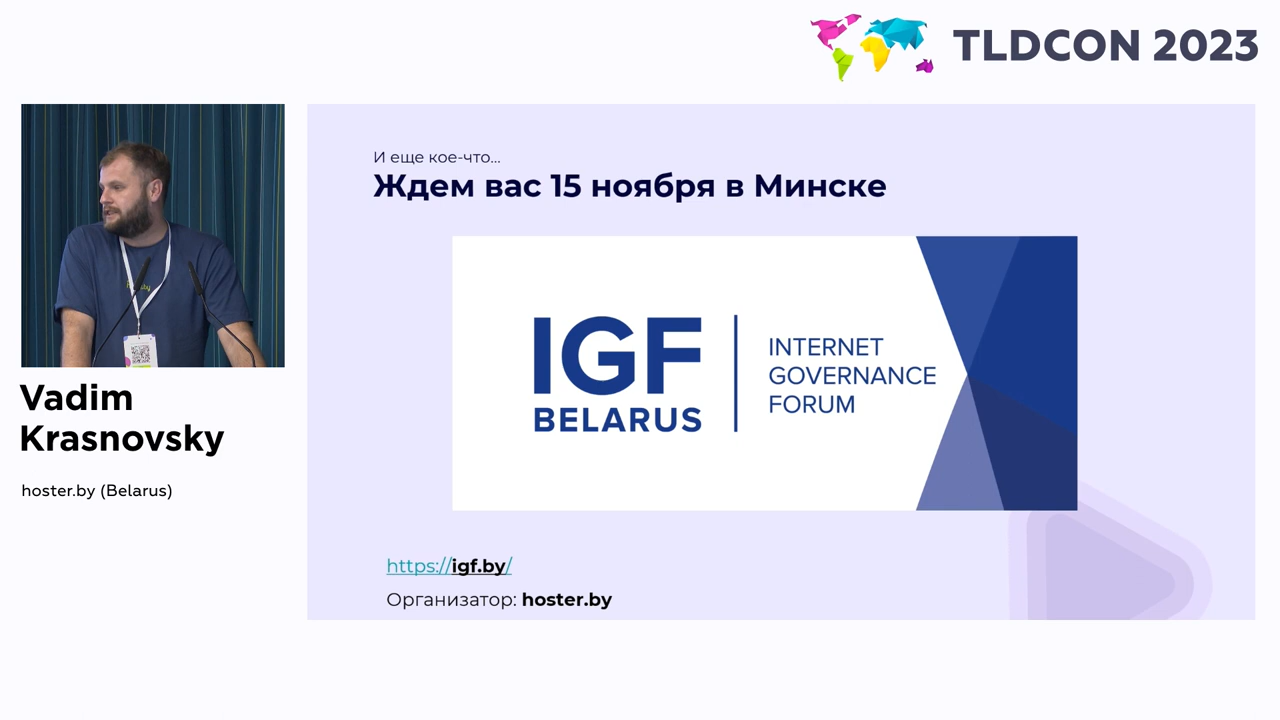 TLDCON 2023
И еще кое-что...
Ждем вас 15 ноября в Минске
IGF
BELARUS
INTERNET
GOVERNANCE
FORUM
https://igf.by/
Организатор: hoster.by
Vadim
Krasnovsky
hoster.by (Belarus)